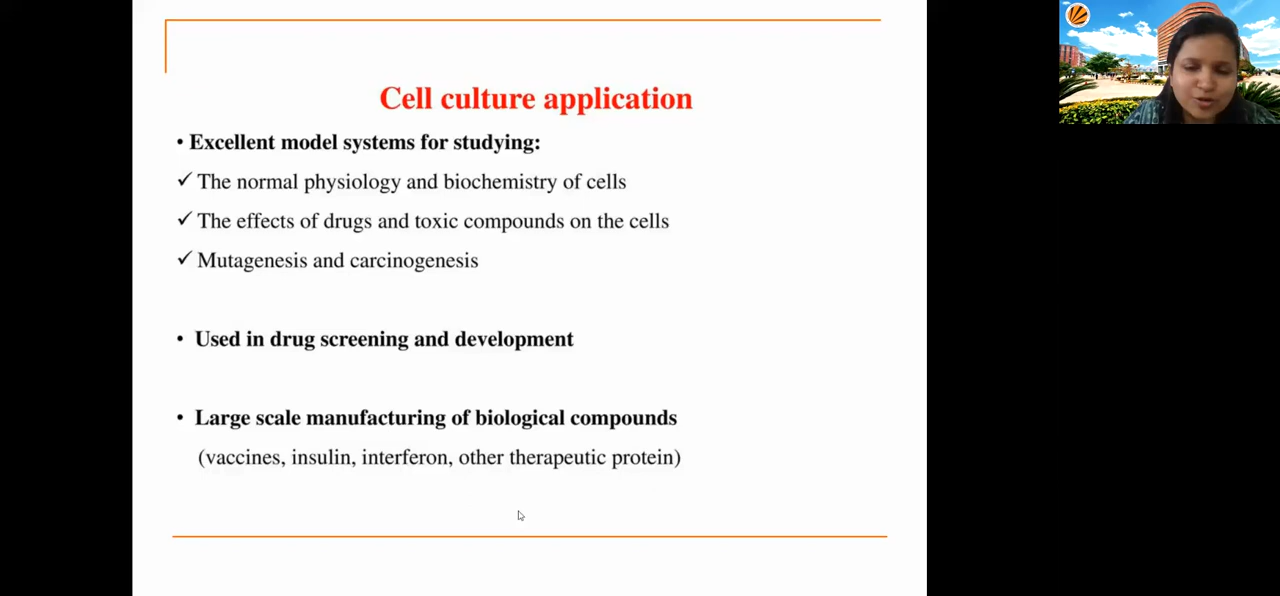 Cell culture application
• Excellent model systems for studying:
✓ The normal physiology and biochemistry of cells
✓ The effects of drugs and toxic compounds on the cells
✓ Mutagenesis and carcinogenesis
• Used in drug screening and development
• Large scale manufacturing of biological compounds
(vaccines, insulin, interferon, other therapeutic protein)